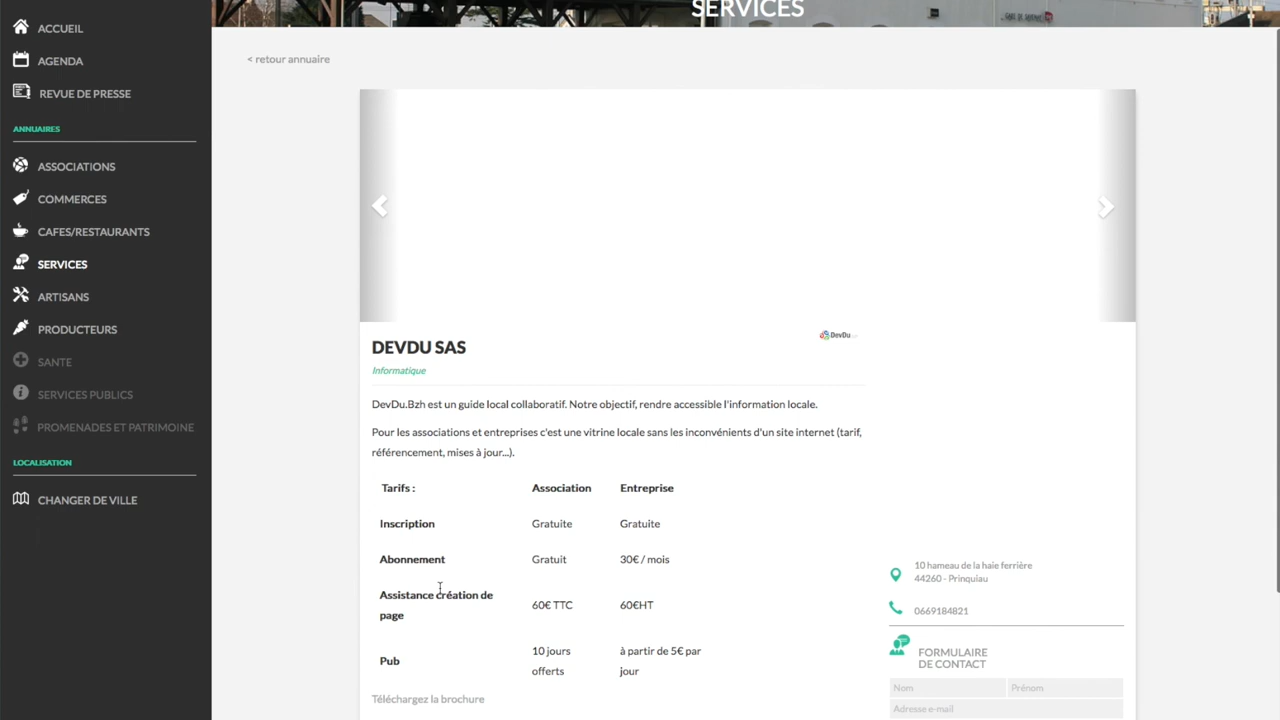 SERVICES
ACCUEIL
AGENDA
REVUE DE PRESSE
ANNUAIRES
ASSOCIATIONS
COMMERCES
CAFES/RESTAURANTS
SERVICES
ARTISANS
PRODUCTEURS
SANTE
SERVICES PUBLICS
PROMENADES ET PATRIMOINE
LOCALISATION
CHANGER DE VILLE
< retour annuaire
DevDu
DEVDU SAS
Informatique
DevDu.Bzh est un guide local collaboratif. Notre objectif, rendre accessible l'information locale.
Pour les associations et entreprises c'est une vitrine locale sans les inconvénients d'un site internet (tarif,
référencement, mises à jour...).
Tarifs : Association Entreprise
Inscription Gratuite Gratuite
Abonnement Gratuit 30€ / mois
Assistance création de
page 60€ TTC 60€HT
Pub 10 jours
offerts à partir de 5€ par
jour
Téléchargez la brochure
10 hameau de la haie ferrière
44260 - Prinquiau
0669184821
FORMULAIRE
DE CONTACT
Nom Prénom
Adresse e-mail